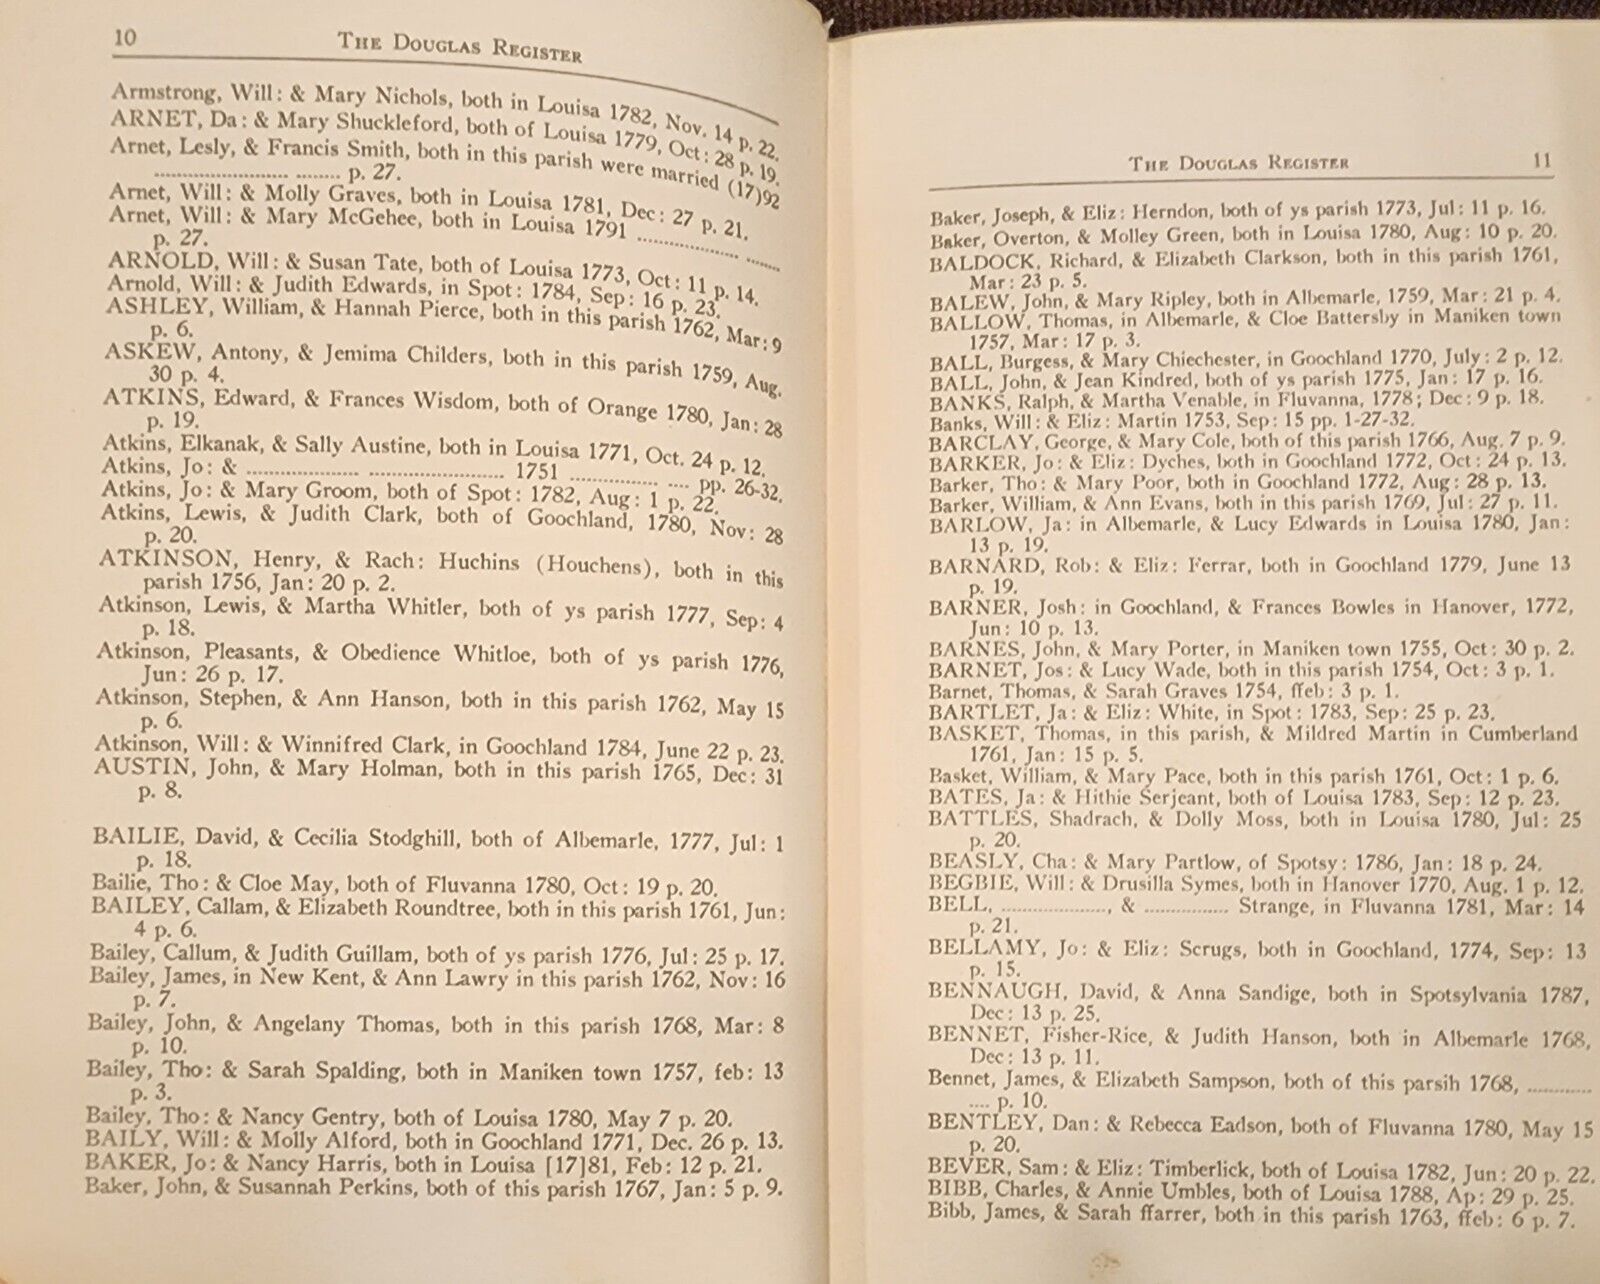 10
THE DOUGLAS REGISTER
Armstrong, Will: & Mary Nichols, both in Louisa 1782, Nov. 14 p. 22.
ARNET, Da: & Mary Shuckleford, both of Louisa 1779, Oct: 28 p. 19.
Arnet, Lesly, & Francis Smith, both in this parish were married (17)92
........................... ........ p. 27.
Arnet, Will: & Molly Graves, both in Louisa 1781, Dec: 27 p. 21.
Arnet, Will: & Mary McGehee, both in Louisa 1791 .................... .......
p. 27.
ARNOLD, Will: & Susan Tate, both of Louisa 1773, Oct: 11 p. 14.
Arnold, Will: & Judith Edwards, in Spot: 1784, Sep: 16 p. 23.
ASHLEY, William, & Hannah Pierce, both in this parish 1762, Mar: 9
p. 6.
ASKEW, Antony, & Jemima Childers, both in this parish 1759, Aug.
30 p. 4.
ATKINS, Edward, & Frances Wisdom, both of Orange 1780, Jan: 28
p. 19.
Atkins, Elkanak, & Sally Austine, both in Louisa 1771, Oct. 24 p. 12.
Atkins, Jo: & .................... ........................ 1751 ................ .... pp. 26-32.
Atkins, Jo: & Mary Groom, both of Spot: 1782, Aug: 1 p. 22.
Atkins, Lewis, & Judith Clark, both of Goochland, 1780, Nov: 28
p. 20.
ATKINSON, Henry, & Rach: Huchins (Houchens), both in this
parish 1756, Jan: 20 p. 2.
Atkinson, Lewis, & Martha Whitler, both of ys parish 1777, Sep: 4
p. 18.
Atkinson, Pleasants, & Obedience Whitloe, both of ys parish 1776,
Jun: 26 p. 17.
Atkinson, Stephen, & Ann Hanson, both in this parish 1762, May 15
p. 6.
Atkinson, Will: & Winnifred Clark, in Goochland 1784, June 22 p. 23.
AUSTIN, John, & Mary Holman, both in this parish 1765, Dec: 31
p. 8.
BAILIE, David, & Cecilia Stodghill, both of Albemarle, 1777, Jul: 1
p. 18.
Bailie, Tho: & Cloe May, both of Fluvanna 1780, Oct: 19 p. 20.
BAILEY, Callam, & Elizabeth Roundtree, both in this parish 1761, Jun:
4 p. 6.
Bailey, Callum, & Judith Guillam, both of ys parish 1776, Jul: 25 p. 17.
Bailey, James, in New Kent, & Ann Lawry in this parish 1762, Nov: 16
p. 7.
Bailey, John, & Angelany Thomas, both in this parish 1768, Mar: 8
p. 10.
Bailey, Tho: & Sarah Spalding, both in Maniken town 1757, feb: 13
p. 3.
Bailey, Tho: & Nancy Gentry, both of Louisa 1780, May 7 p. 20.
BAILY, Will: & Molly Alford, both in Goochland 1771, Dec. 26 p. 13.
BAKER, Jo: & Nancy Harris, both in Louisa [17]81, Feb: 12 p. 21.
Baker, John, & Susannah Perkins, both of this parish 1767, Jan: 5 p. 9.
THE DOUGLAS REGISTER
11
Baker, Joseph, & Eliz: Herndon, both of ys parish 1773, Jul: 11 p. 16.
Baker, Overton, & Molley Green, both in Louisa 1780, Aug: 10 p. 20.
BALDOCK, Richard, & Elizabeth Clarkson, both in this parish 1761,
Mar: 23 p. 5.
BALEW, John, & Mary Ripley, both in Albemarle, 1759, Mar: 21 p. 4.
BALLOW, Thomas, in Albemarle, & Cloe Battersby in Maniken town
1757, Mar: 17 p. 3.
BALL, Burgess, & Mary Chiechester, in Goochland 1770, July: 2 p. 12.
BALL, John, & Jean Kindred, both of ys parish 1775, Jan: 17 p. 16.
BANKS, Ralph, & Martha Venable, in Fluvanna, 1778; Dec: 9 p. 18.
Banks, Will: & Eliz: Martin 1753, Sep: 15 pp. 1-27-32.
BARCLAY, George, & Mary Cole, both of this parish 1766, Aug. 7 p. 9.
BARKER, Jo: & Eliz: Dyches, both in Goochland 1772, Oct: 24 p. 13.
Barker, Tho: & Mary Poor, both in Goochland 1772, Aug: 28 p. 13.
Barker, William, & Ann Evans, both in this parish 1769, Jul: 27 p. 11.
BARLOW, Ja: in Albemarle, & Lucy Edwards in Louisa 1780, Jan:
13 p. 19.
BARNARD, Rob: & Eliz: Ferrar, both in Goochland 1779, June 13
p. 19.
BARNER, Josh: in Goochland, & Frances Bowles in Hanover, 1772,
Jun: 10 p. 13.
BARNES, John, & Mary Porter, in Maniken town 1755, Oct: 30 p. 2.
BARNET, Jos: & Lucy Wade, both in this parish 1754, Oct: 3 p. 1.
Barnet, Thomas, & Sarah Graves 1754, ffeb: 3 p. 1.
BARTLET, Ja: & Eliz: White, in Spot: 1783, Sep: 25 p. 23.
BASKET, Thomas, in this parish, & Mildred Martin in Cumberland
1761, Jan: 15 p. 5.
Basket, William, & Mary Pace, both in this parish 1761, Oct: 1 p. 6.
BATES, Ja: & Hithie Serjeant, both of Louisa 1783, Sep: 12 p. 23.
BATTLES, Shadrach, & Dolly Moss, both in Louisa 1780, Jul: 25
p. 20.
BEASLY, Cha: & Mary Partlow, of Spotsy: 1786, Jan: 18 p. 24.
BEGBIE, Will: & Drusilla Symes, both in Hanover 1770, Aug. 1 p. 12.
BELL, ...................., & ................ Strange, in Fluvanna 1781, Mar: 14
p. 21.
BELLAMY, Jo: & Eliz: Scrugs, both in Goochland, 1774, Sep: 13
p. 15.
BENNAUGH, David, & Anna Sandige, both in Spotsylvania 1787,
Dec: 13 p. 25.
BENNET, Fisher-Rice, & Judith Hanson, both in Albemarle 1768,
Dec: 13 p. 11.
Bennet, James, & Elizabeth Sampson, both of this parsih 1768, ............
.... p. 10.
BENTLEY, Dan: & Rebecca Eadson, both of Fluvanna 1780, May 15
p. 20.
BEVER, Sam: & Eliz: Timberlick, both of Louisa 1782, Jun: 20 p. 22.
BIBB, Charles, & Annie Umbles, both of Louisa 1788, Ap: 29 p. 25.
Bibb, James, & Sarah ffarrer, both in this parish 1763, ffeb: 6 p. 7.